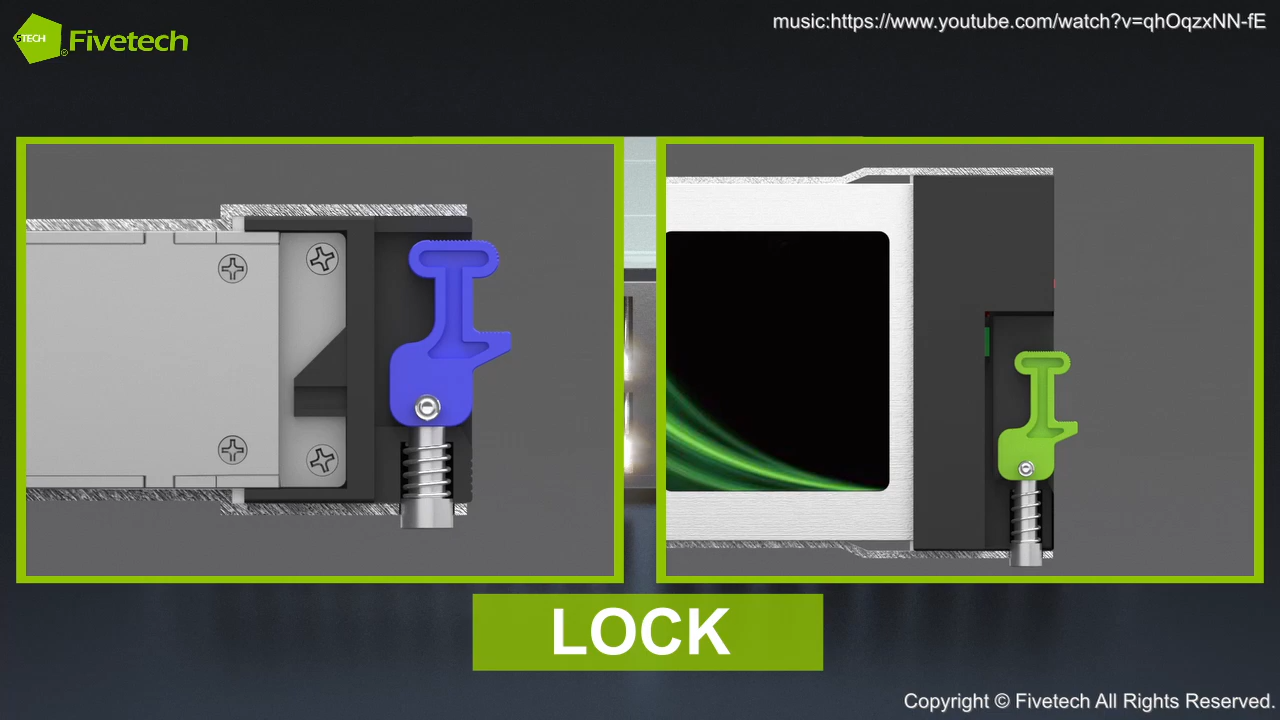 music:https://www.youtube.com/watch?v=qhOqzxNN-fE
5TECH
® Fivetech
LOCK
Copyright © Fivetech All Rights Reserved.